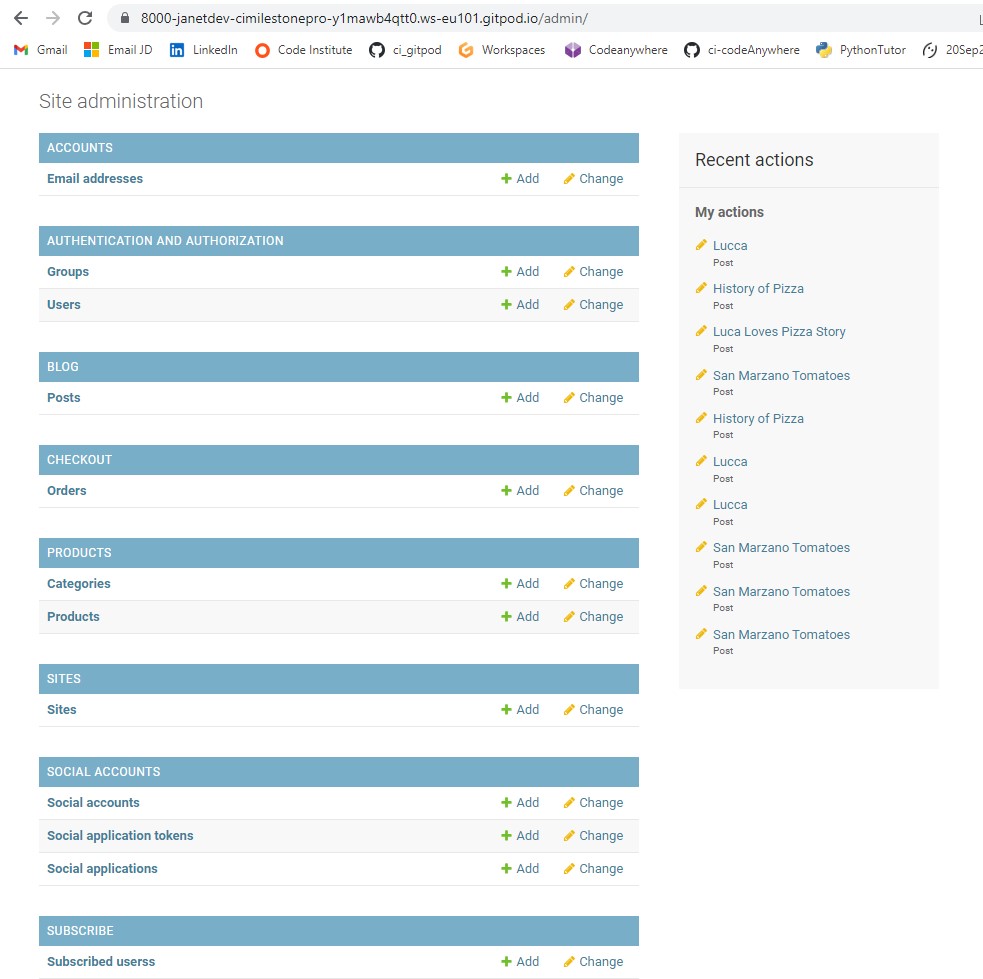 8000-janetdev-cimilestonepro-y1mawb4qtt0.ws-eu101.gitpod.io/admin/
Gmail Email JD LinkedIn Code Institute ci_gitpod Workspaces Codeanywhere ci-codeAnywhere PythonTutor 20Sep2
Site administration
ACCOUNTS
Email addresses Add Change
AUTHENTICATION AND AUTHORIZATION
Groups Add Change
Users Add Change
BLOG
Posts Add Change
CHECKOUT
Orders Add Change
PRODUCTS
Categories Add Change
Products Add Change
SITES
Sites Add Change
SOCIAL ACCOUNTS
Social accounts Add Change
Social application tokens Add Change
Social applications Add Change
SUBSCRIBE
Subscribed userss Add Change
Recent actions
My actions
Lucca
Post
History of Pizza
Post
Luca Loves Pizza Story
Post
San Marzano Tomatoes
Post
History of Pizza
Post
Lucca
Post
Lucca
Post
San Marzano Tomatoes
Post
San Marzano Tomatoes
Post
San Marzano Tomatoes
Post